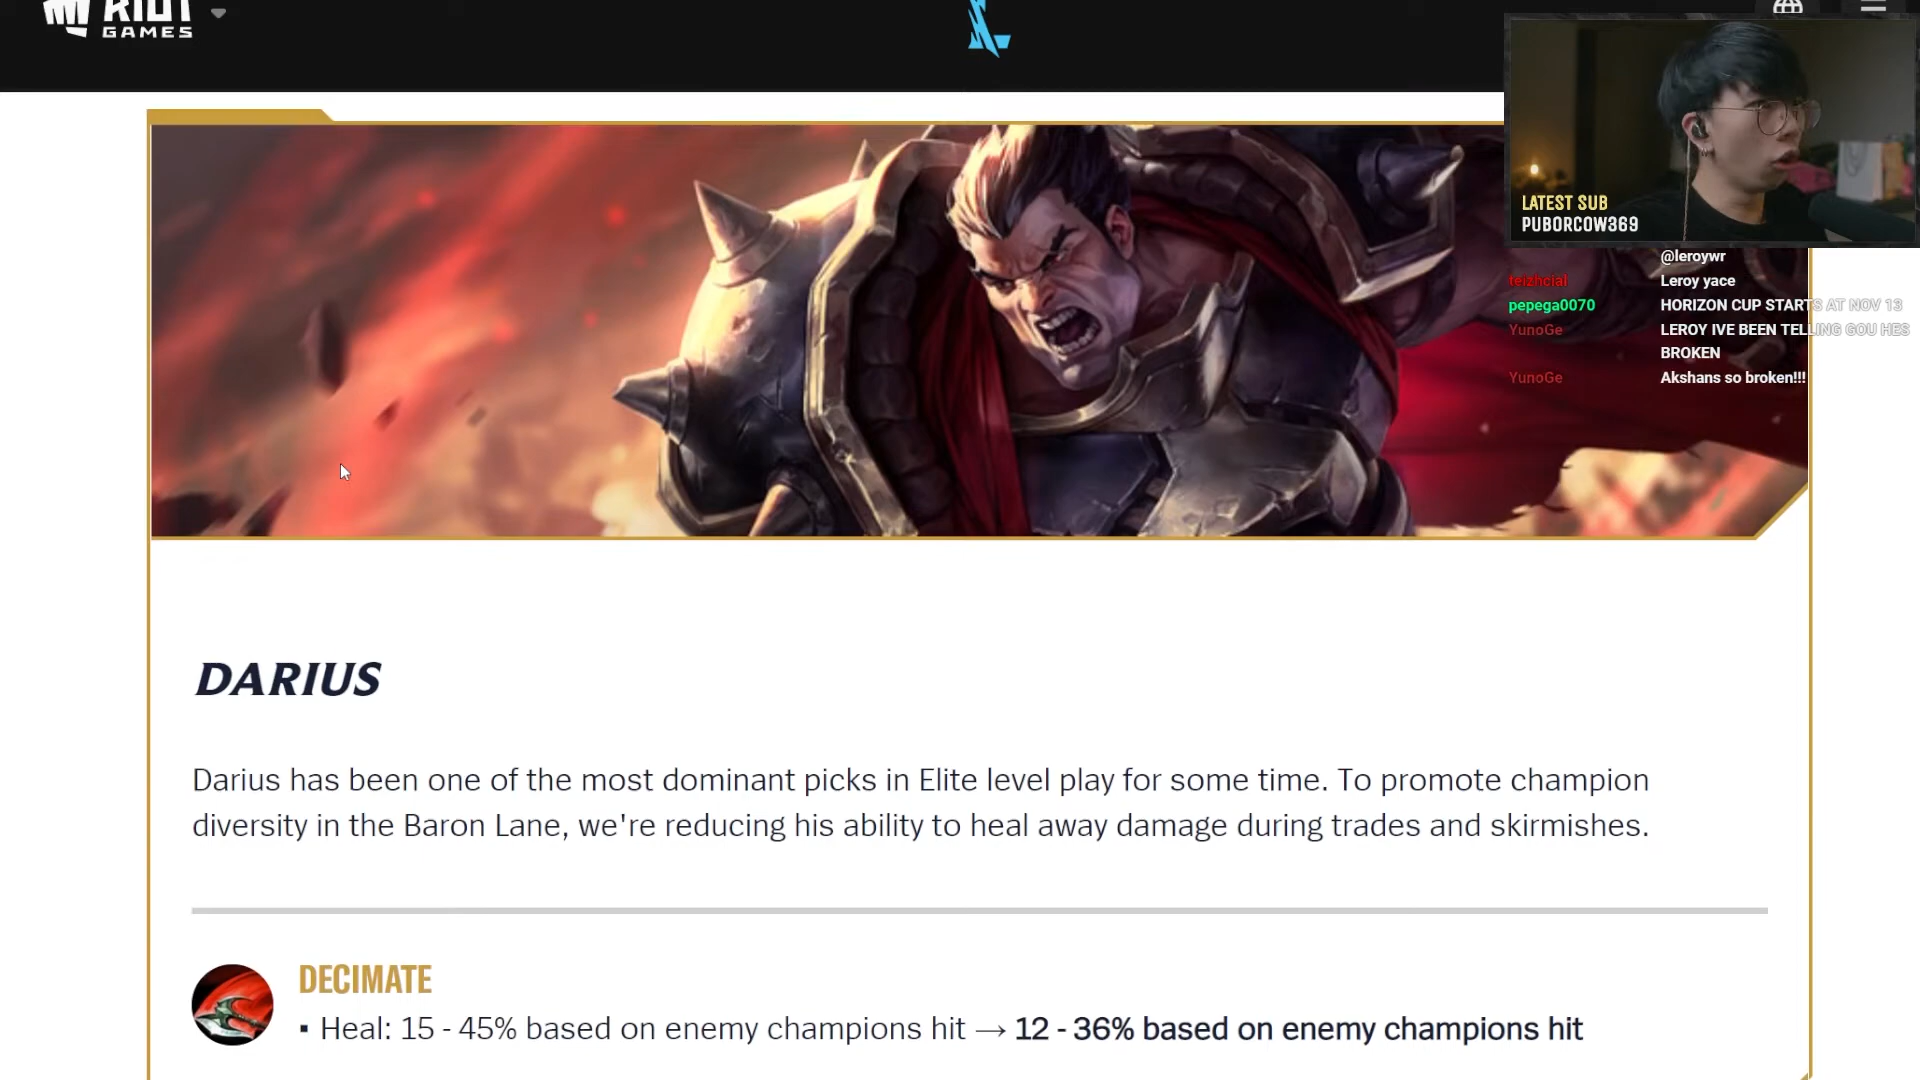 RIOT
GAMES
LATEST SUB
PUBORCOW369
@leroywr
teizhcial Leroy yace
pepega0070 HORIZON CUP STARTS AT NOV 13
YunoGe LEROY IVE BEEN TELLING GOU HES
BROKEN
YunoGe Akshans so broken!!!
DARIUS
Darius has been one of the most dominant picks in Elite level play for some time. To promote champion
diversity in the Baron Lane, we're reducing his ability to heal away damage during trades and skirmishes.
DECIMATE
▪ Heal: 15 - 45% based on enemy champions hit → 12 - 36% based on enemy champions hit